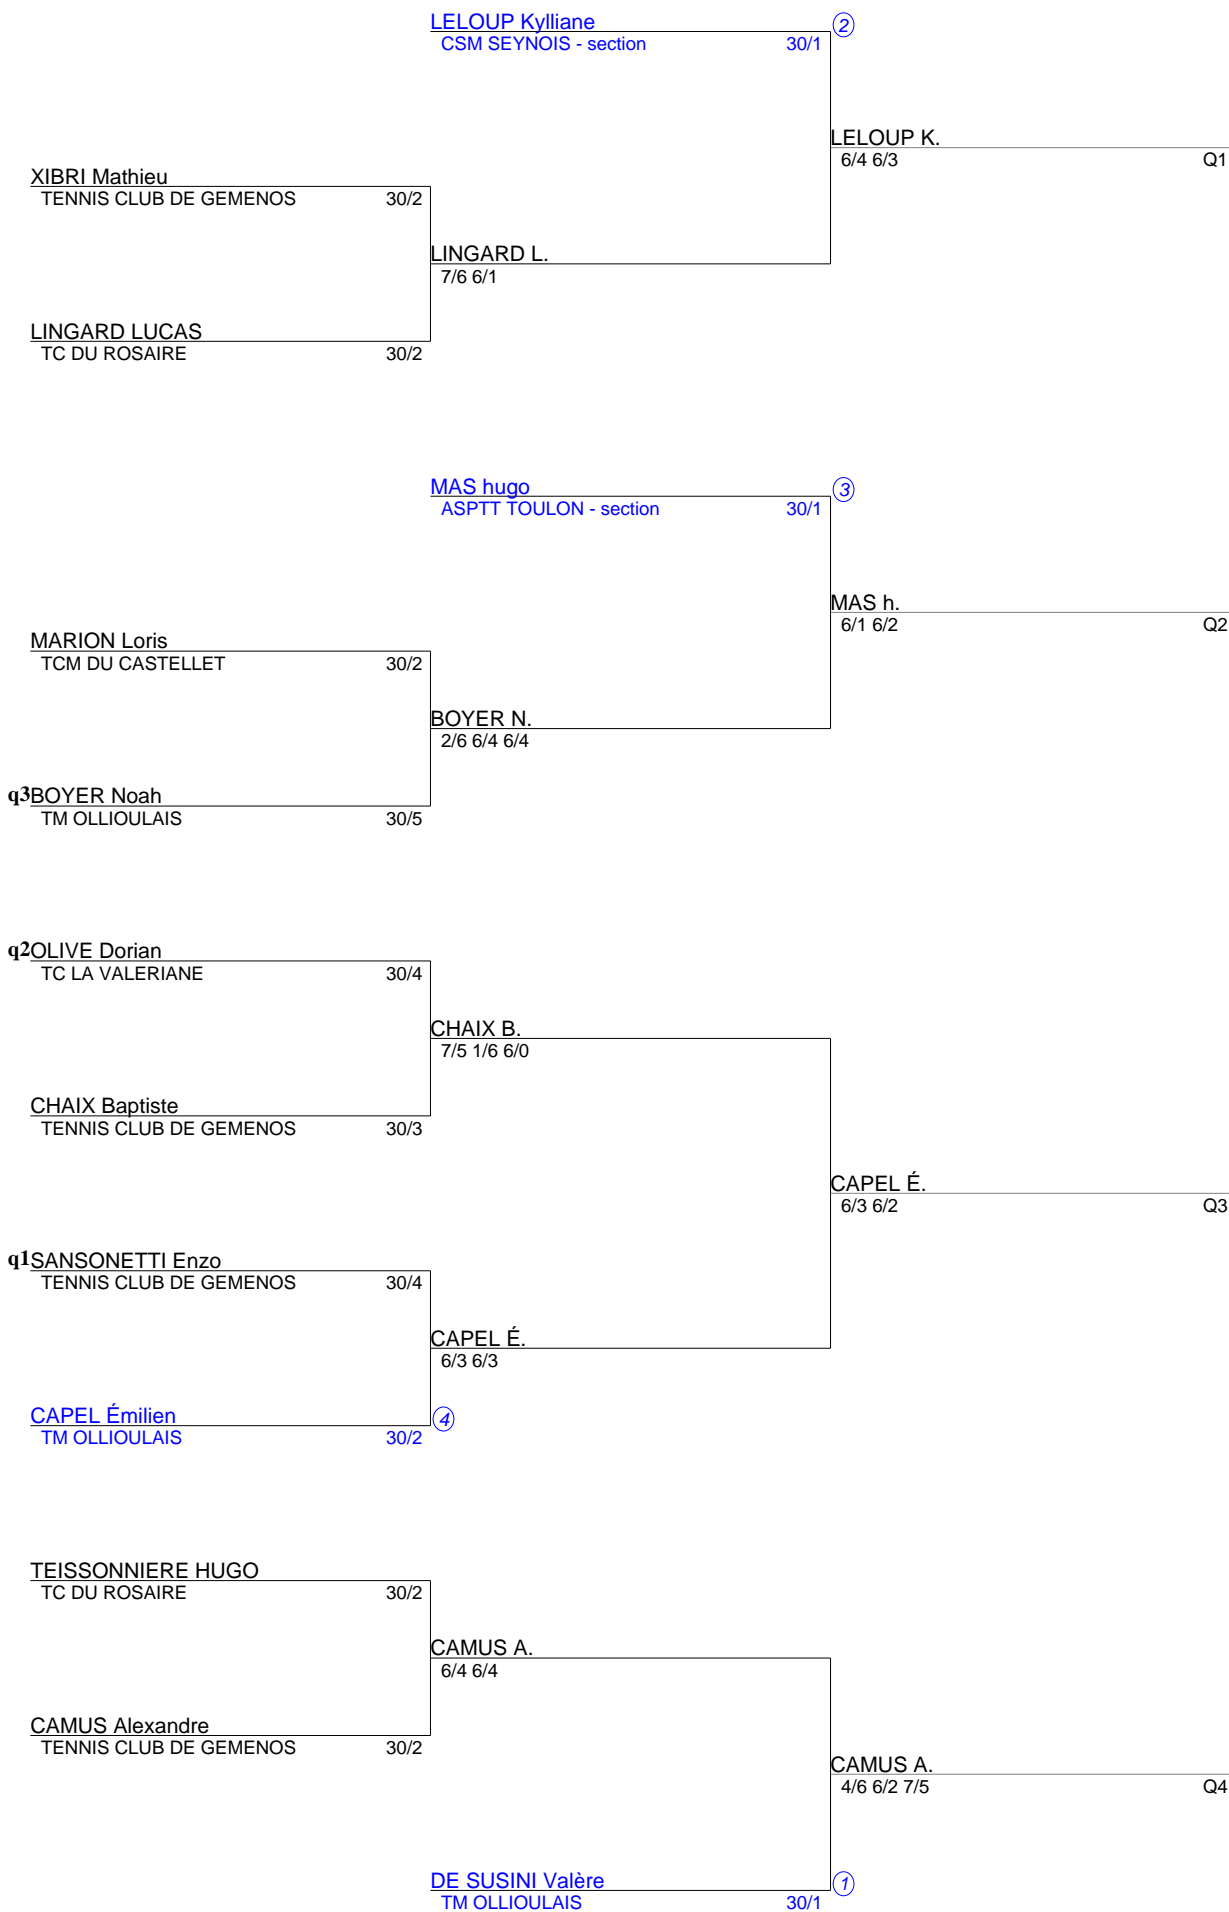 LELOUP Kylliane 2
CSM SEYNOIS - section 30/1
LELOUP K.
6/4 6/3 Q1
XIBRI Mathieu
TENNIS CLUB DE GEMENOS 30/2
LINGARD L.
7/6 6/1
LINGARD LUCAS
TC DU ROSAIRE 30/2
MAS hugo 3
ASPTT TOULON - section 30/1
MAS h.
6/1 6/2 Q2
MARION Loris
TCM DU CASTELLET 30/2
BOYER N.
2/6 6/4 6/4
q3 BOYER Noah
TM OLLIOULAIS 30/5
q2 OLIVE Dorian
TC LA VALERIANE 30/4
CHAIX B.
7/5 1/6 6/0
CHAIX Baptiste
TENNIS CLUB DE GEMENOS 30/3
CAPEL É.
6/3 6/2 Q3
q1 SANSONETTI Enzo
TENNIS CLUB DE GEMENOS 30/4
CAPEL É.
6/3 6/3
CAPEL Émilien 4
TM OLLIOULAIS 30/2
TEISSONNIERE HUGO
TC DU ROSAIRE 30/2
CAMUS A.
6/4 6/4
CAMUS Alexandre
TENNIS CLUB DE GEMENOS 30/2
CAMUS A.
4/6 6/2 7/5 Q4
DE SUSINI Valère 1
TM OLLIOULAIS 30/1